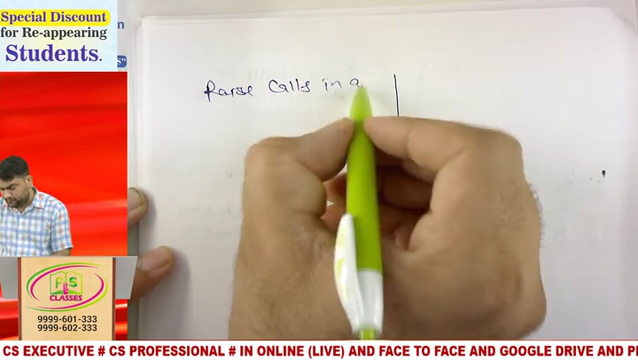 Special Discount
for Re-appearing
Students.
Calls in a
PS
CLASSES
9999-601-333
9999-602-333
CS EXECUTIVE # CS PROFESSIONAL # IN ONLINE (LIVE) AND FACE TO FACE AND GOOGLE DRIVE AND